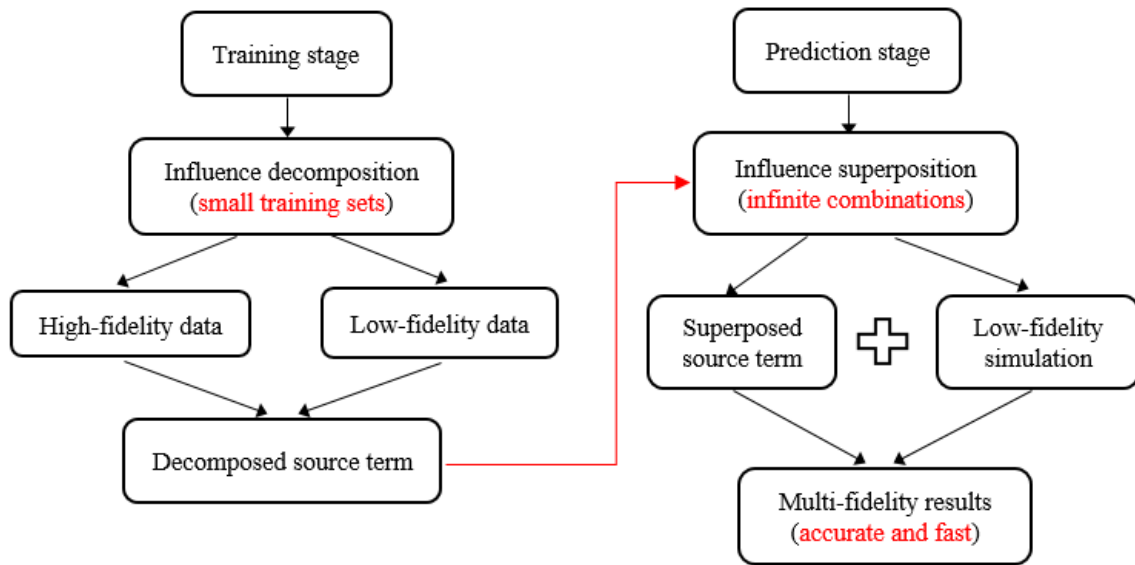 Training stage
Influence decomposition
(small training sets)
High-fidelity data
Low-fidelity data
Decomposed source term
Prediction stage
Influence superposition
(infinite combinations)
Superposed
source term
Low-fidelity
simulation
Multi-fidelity results
(accurate and fast)